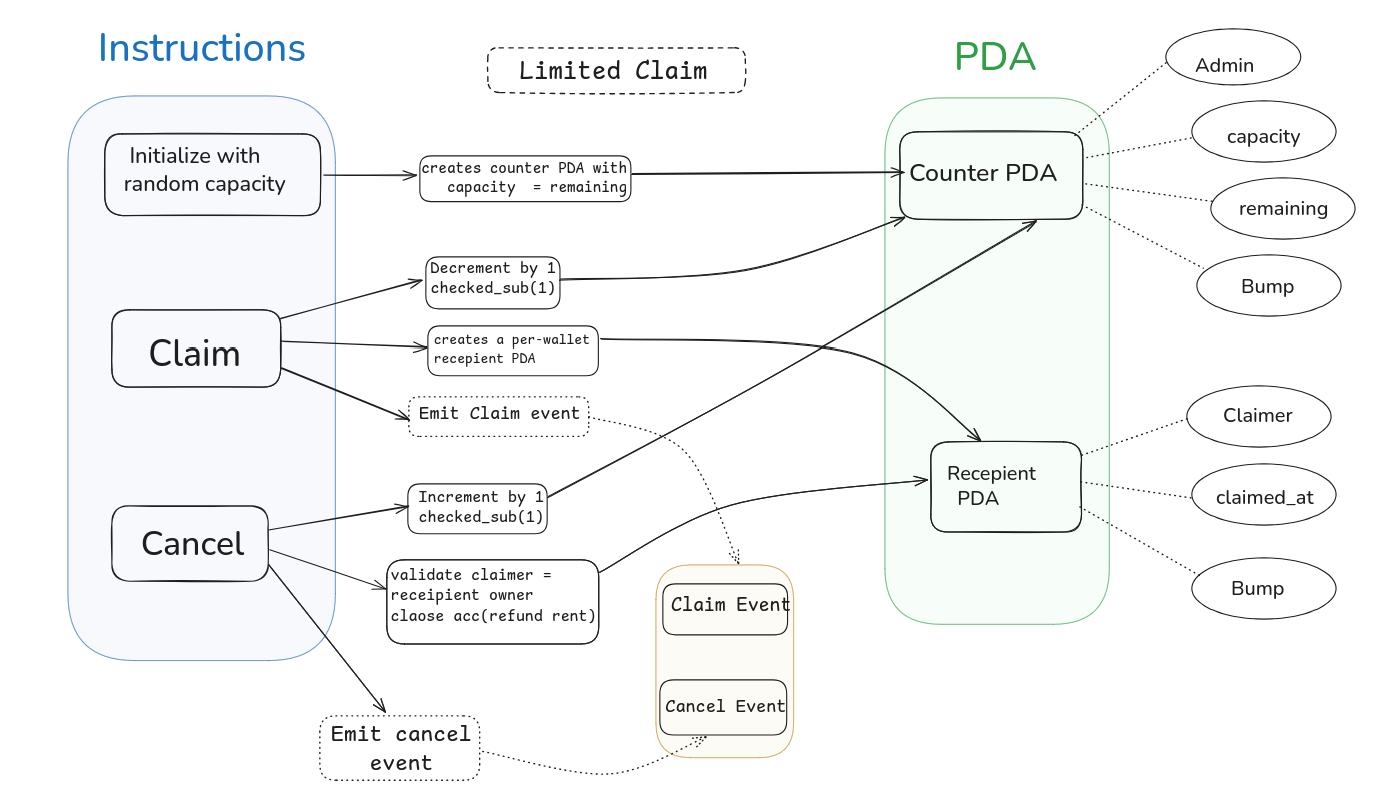 Instructions
Limited Claim
PDA
Initialize with
random capacity
creates counter PDA with
capacity = remaining
Counter PDA
Admin
capacity
remaining
Bump
Claim
Decrement by 1
checked_sub(1)
creates a per-wallet
recepient PDA
Emit Claim event
Cancel
Increment by 1
checked_sub(1)
validate claimer =
receipient owner
claose acc(refund rent)
Recepient
PDA
Claimer
claimed_at
Bump
Claim Event
Cancel Event
Emit cancel
event